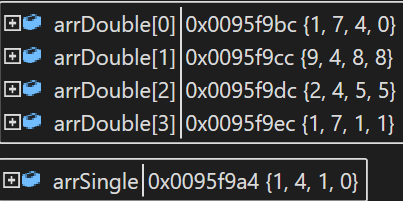 arrDouble[0] 0x0095f9bc {1, 7, 4, 0}
arrDouble[1] 0x0095f9cc {9, 4, 8, 8}
arrDouble[2] 0x0095f9dc {2, 4, 5, 5}
arrDouble[3] 0x0095f9ec {1, 7, 1, 1}
arrSingle 0x0095f9a4 {1, 4, 1, 0}